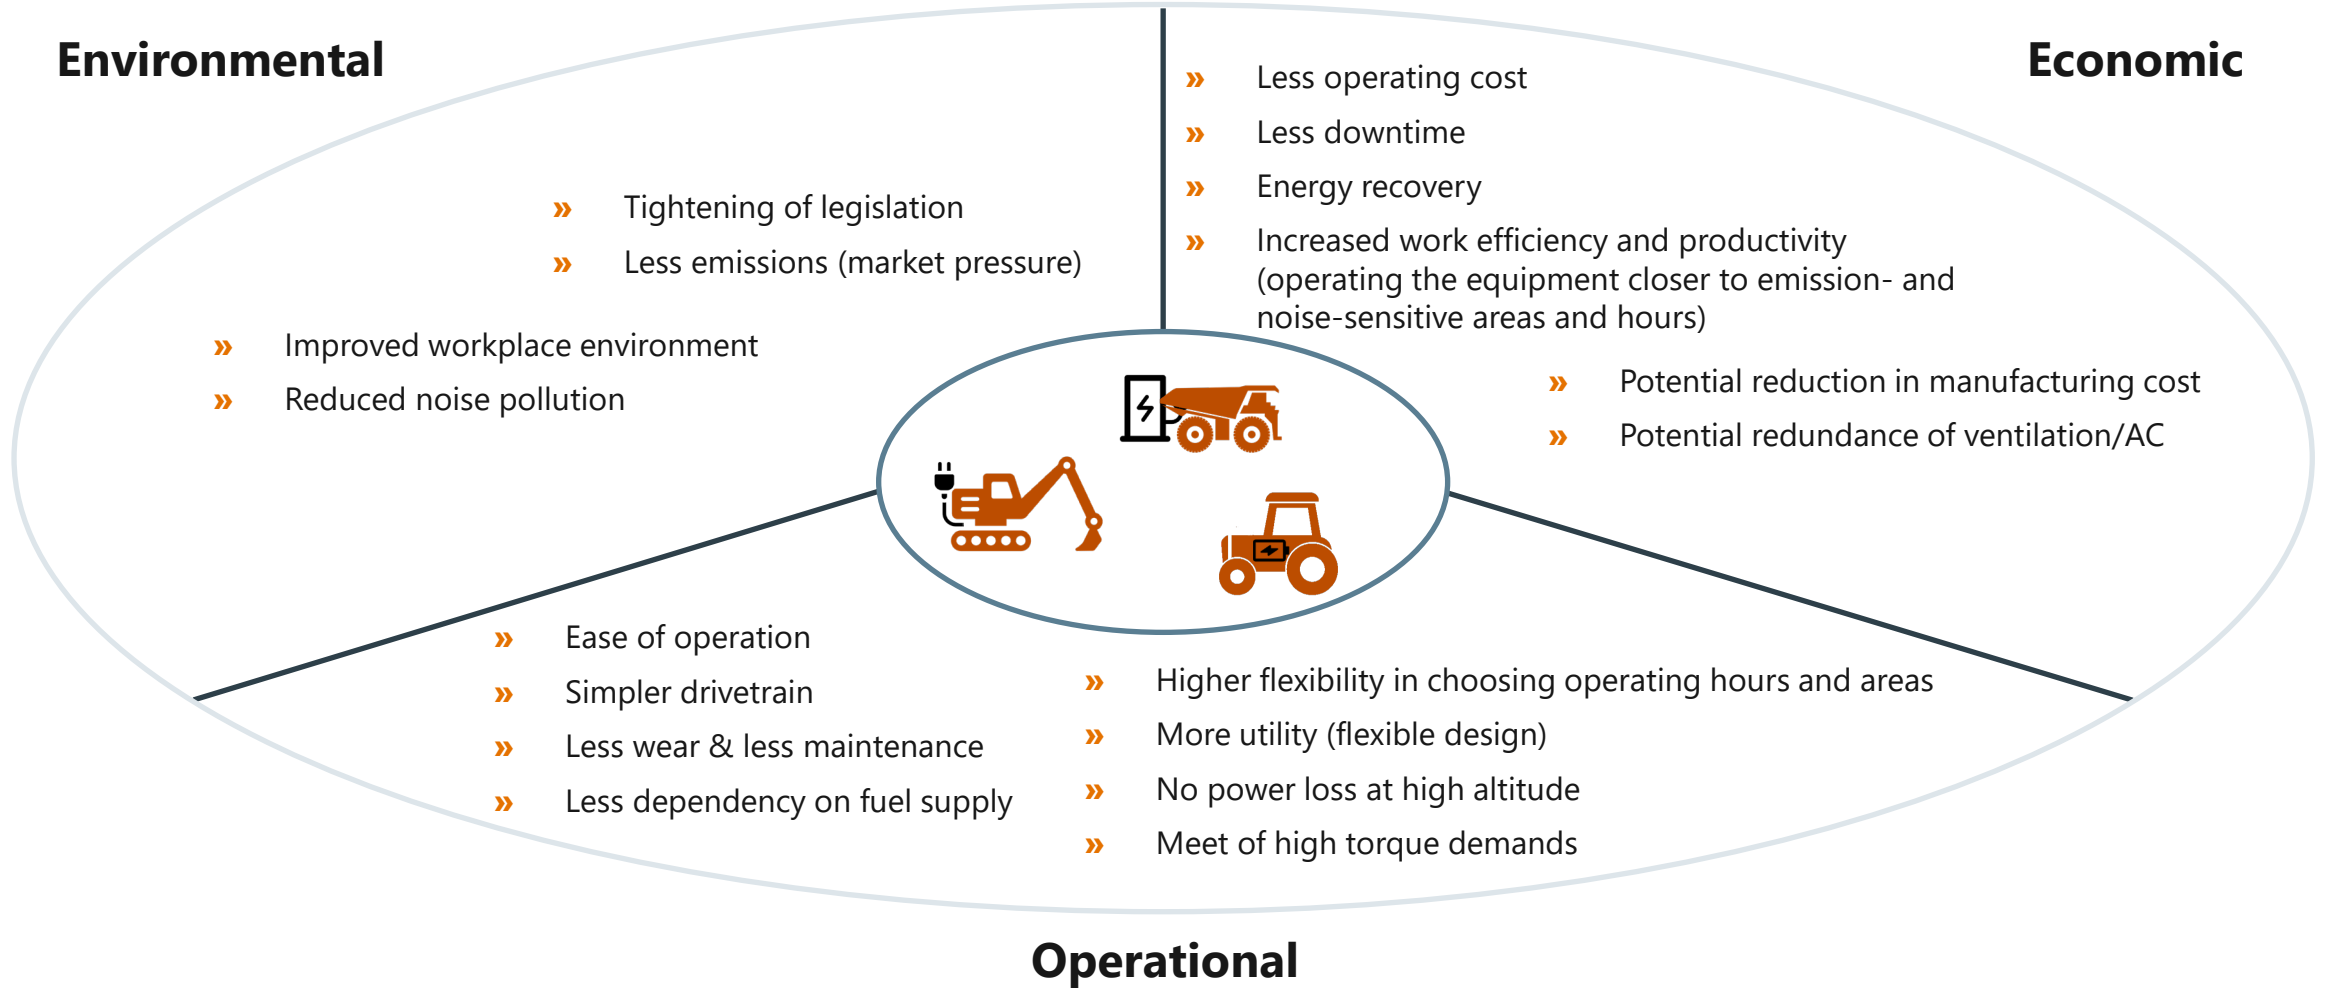 Environmental
» Tightening of legislation
» Less emissions (market pressure)
» Improved workplace environment
» Reduced noise pollution
Economic
» Less operating cost
» Less downtime
» Energy recovery
» Increased work efficiency and productivity
(operating the equipment closer to emission- and
noise-sensitive areas and hours)
» Potential reduction in manufacturing cost
» Potential redundance of ventilation/AC
» Ease of operation
» Simpler drivetrain
» Less wear & less maintenance
» Less dependency on fuel supply
» Higher flexibility in choosing operating hours and areas
» More utility (flexible design)
» No power loss at high altitude
» Meet of high torque demands
Operational